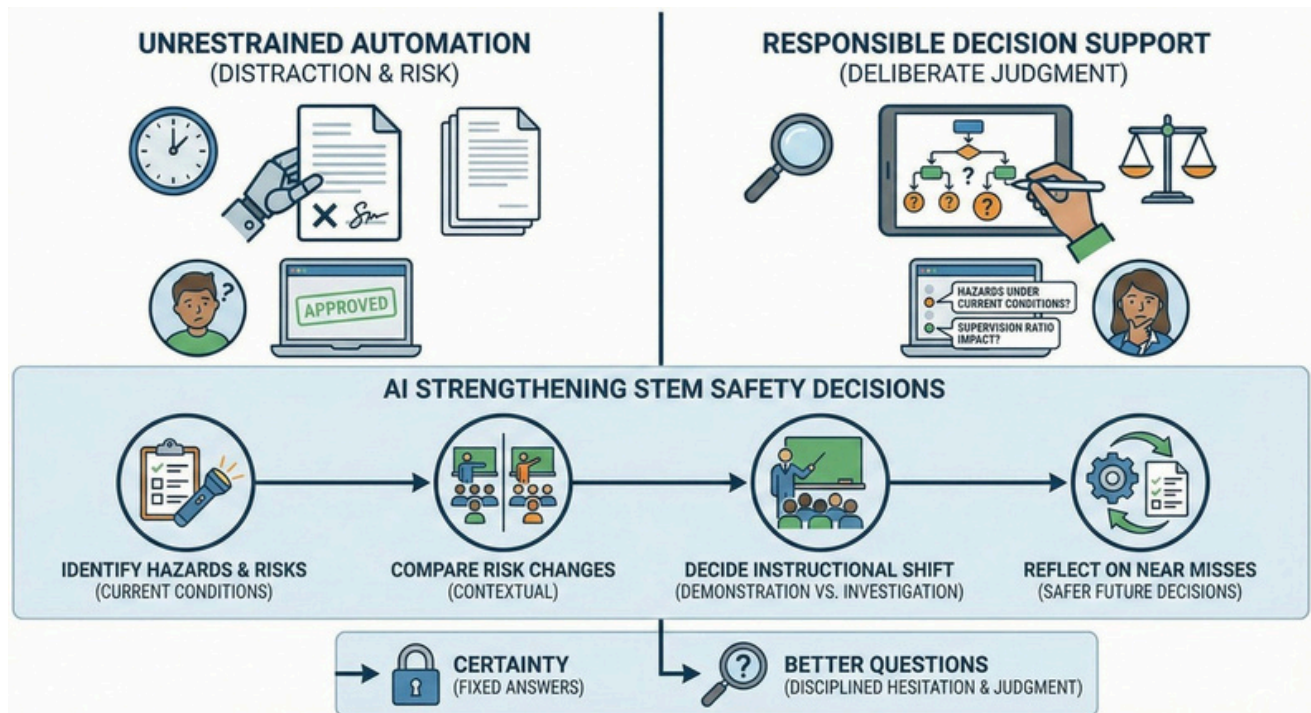 UNRESTRAINED AUTOMATION
(DISTRACTION & RISK)
APPROVED
RESPONSIBLE DECISION SUPPORT
(DELIBERATE JUDGMENT)
?
?
?
?
?
HAZARDS UNDER
CURRENT CONDITIONS?
SUPERVISION RATIO
IMPACT?
AI STRENGTHENING STEM SAFETY DECISIONS
IDENTIFY HAZARDS & RISKS
(CURRENT CONDITIONS)
COMPARE RISK CHANGES
(CONTEXTUAL)
DECIDE INSTRUCTIONAL SHIFT
(DEMONSTRATION VS. INVESTIGATION)
REFLECT ON NEAR MISSES
(SAFER FUTURE DECISIONS)
CERTAINTY
(FIXED ANSWERS)
?
BETTER QUESTIONS
(DISCIPLINED HESITATION & JUDGMENT)